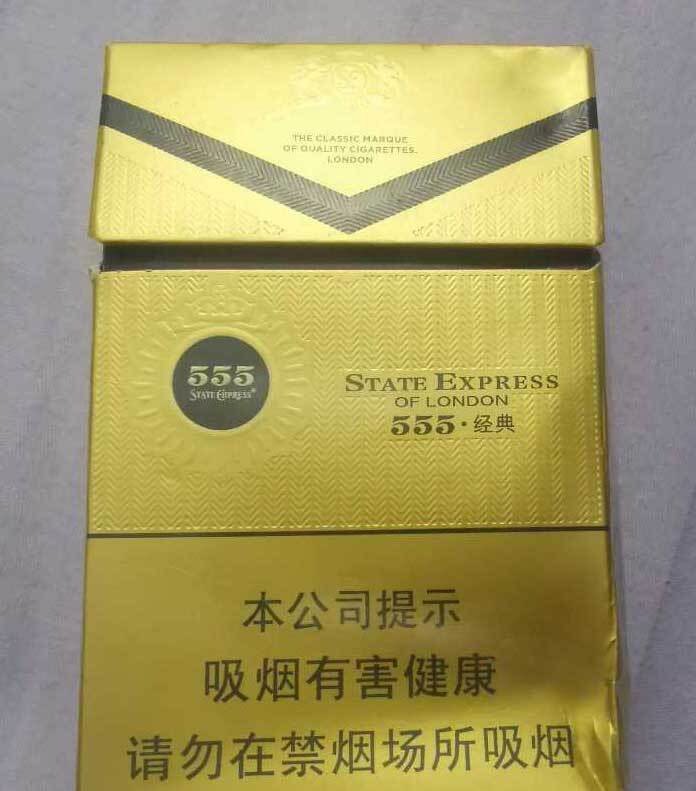 THE CLASSIC MARQUE
OF QUALITY CIGARETTES.
LONDON
555
STATE EXPRESS®
STATE EXPRESS
OF LONDON
555·经典
本公司提示
吸烟有害健康
请勿在禁烟场所吸烟